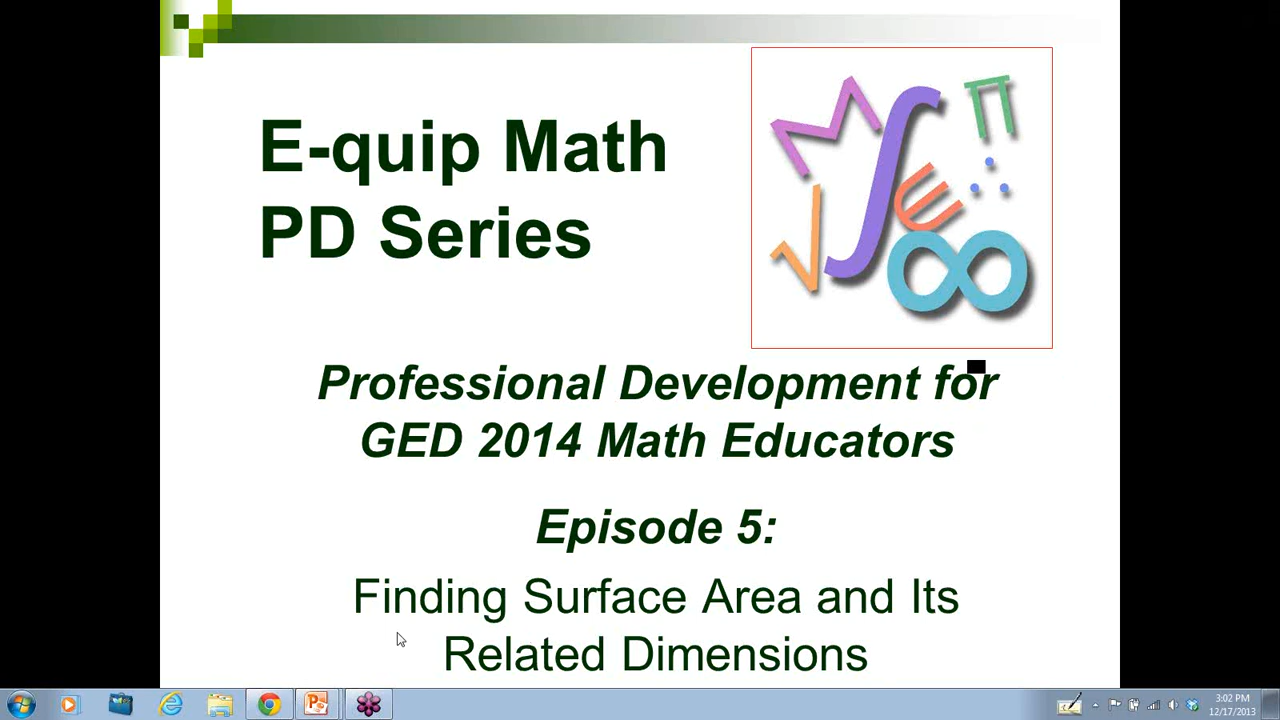 E-quip Math
PD Series
Professional Development for
GED 2014 Math Educators
Episode 5:
Finding Surface Area and Its
Related Dimensions
3:02 PM
12/17/2013